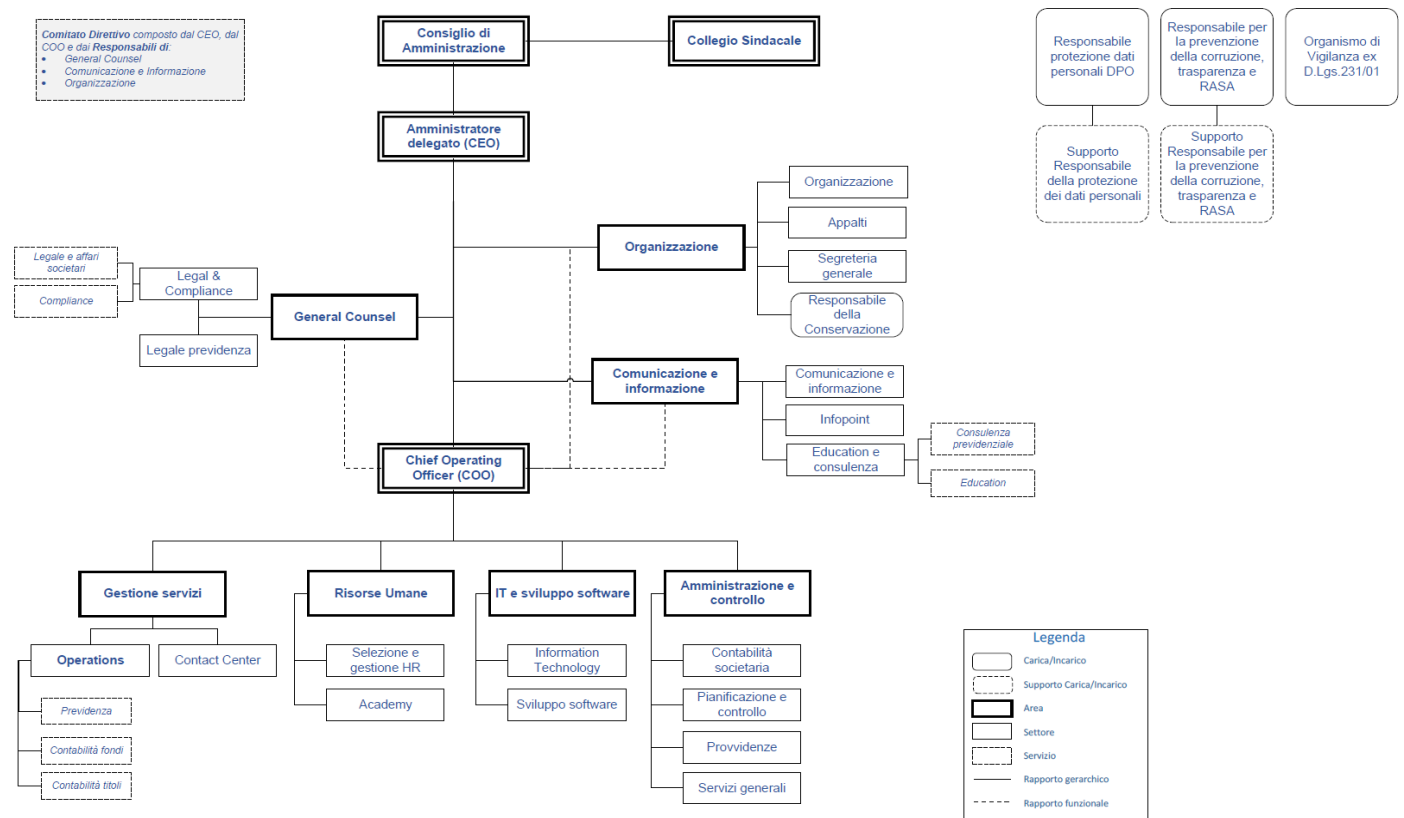 Comitato Direttivo composto dal CEO, dal
COO e dai Responsabili di:
• General Counsel
• Comunicazione e Informazione
• Organizzazione
Consiglio di
Amministrazione
Collegio Sindacale
Responsabile
protezione dati
personali DPO
Responsabile per
la prevenzione
della corruzione,
trasparenza e
RASA
Organismo di
Vigilanza ex
D.Lgs.231/01
Amministratore
delegato (CEO)
Supporto
Responsabile
della protezione
dei dati personali
Supporto
Responsabile per
la prevenzione
della corruzione,
trasparenza e
RASA
Organizzazione
Organizzazione
Appalti
Segreteria
generale
Responsabile
della
Conservazione
Legale e affari
societari
Compliance
Legal &
Compliance
Legale previdenza
General Counsel
Comunicazione e
informazione
Comunicazione e
informazione
Infopoint
Education e
consulenza
Consulenza
previdenziale
Education
Chief Operating
Officer (COO)
Gestione servizi
Risorse Umane
IT e sviluppo software
Amministrazione e
controllo
Operations
Contact Center
Previdenza
Contabilità fondi
Contabilità titoli
Selezione e
gestione HR
Academy
Information
Technology
Sviluppo software
Contabilità
societaria
Pianificazione e
controllo
Provvidenze
Servizi generali
Legenda
Carica/Incarico
Supporto Carica/Incarico
Area
Settore
Servizio
Rapporto gerarchico
Rapporto funzionale